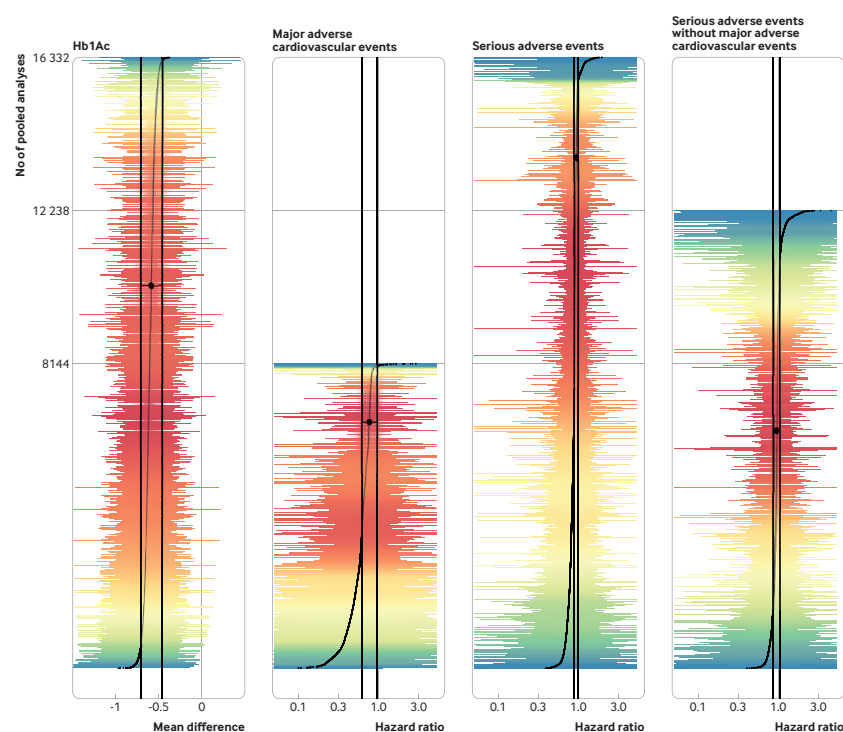 Hb1Ac
Major adverse
cardiovascular events
Serious adverse events
Serious adverse events
without major adverse
cardiovascular events
No of pooled analyses
16 332
12 238
8144
-1 -0.5 0
Mean difference
0.1 0.3 1.0 3.0
Hazard ratio
0.1 0.3 1.0 3.0
Hazard ratio
0.1 0.3 1.0 3.0
Hazard ratio